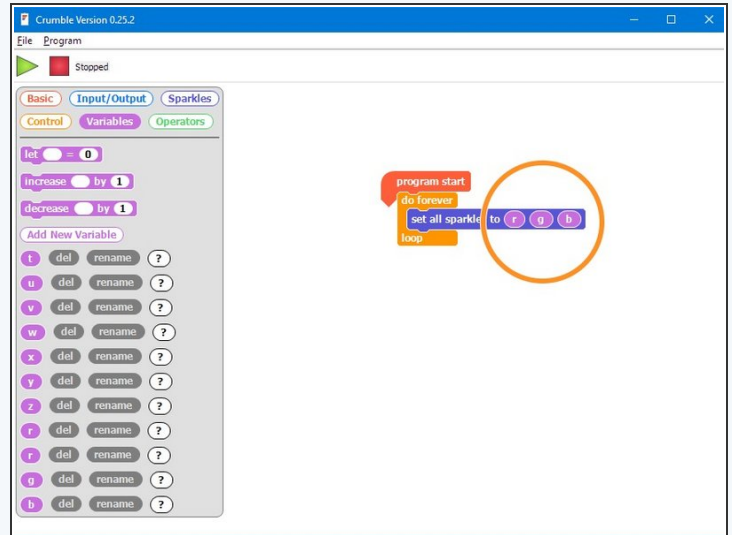 Crumble Version 0.25.2
File Program
Stopped
Basic Input/Output Sparkles
Control Variables Operators
let = 0
increase by 1
decrease by 1
Add New Variable
t del rename ?
u del rename ?
v del rename ?
w del rename ?
x del rename ?
y del rename ?
z del rename ?
r del rename ?
r del rename ?
g del rename ?
b del rename ?
program start
do forever
set all sparkle to r g b
loop